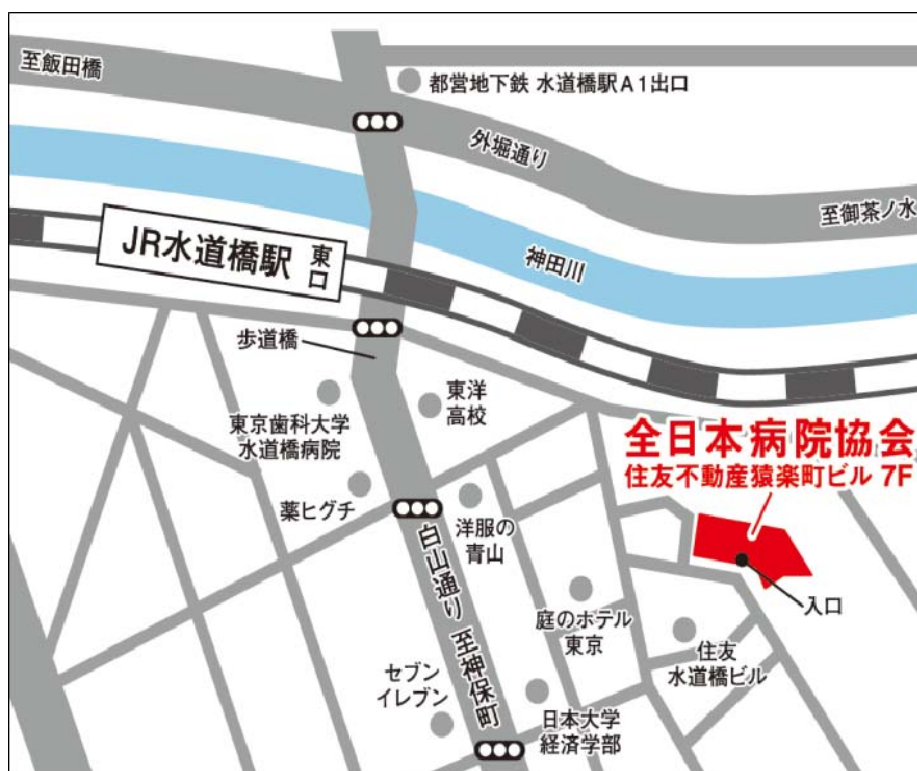 至飯田橋
都営地下鉄 水道橋駅A1出口
外堀通り
至御茶ノ水
JR水道橋駅
東口
神田川
歩道橋
東洋
高校
東京歯科大学
水道橋病院
全日本病院協会
住友不動産猿楽町ビル 7F
薬ヒグチ
洋服の
青山
白山通り
至神保町
入口
庭のホテル
東京
住友
水道橋ビル
セブン
イレブン
日本大学
経済学部